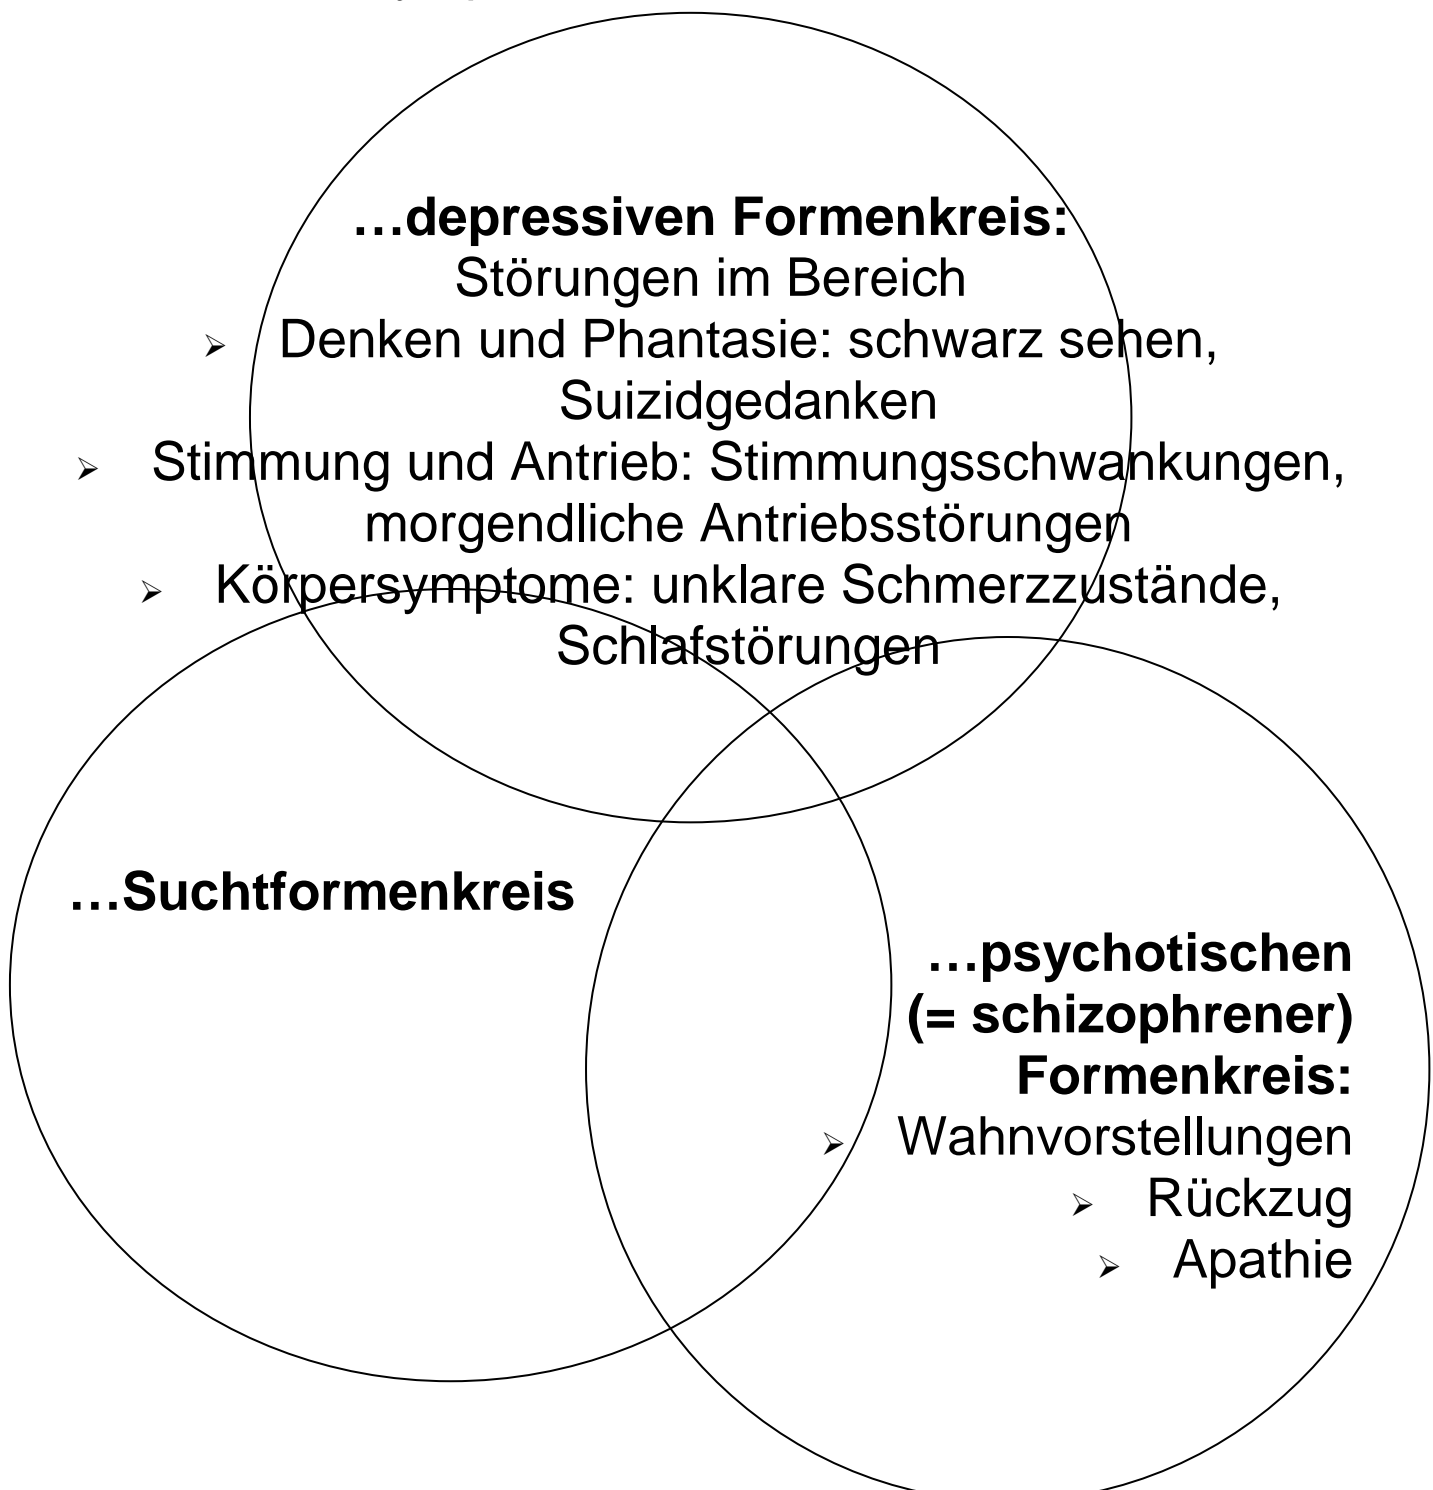 …depressiven Formenkreis:
Störungen im Bereich
➢ Denken und Phantasie: schwarz sehen,
Suizidgedanken
➢ Stimmung und Antrieb: Stimmungsschwankungen,
morgendliche Antriebsstörungen
➢ Körpersymptome: unklare Schmerzzustände,
Schlafstörungen
…Suchtformenkreis
…psychotischen
(= schizophrener)
Formenkreis:
➢ Wahnvorstellungen
➢ Rückzug
➢ Apathie